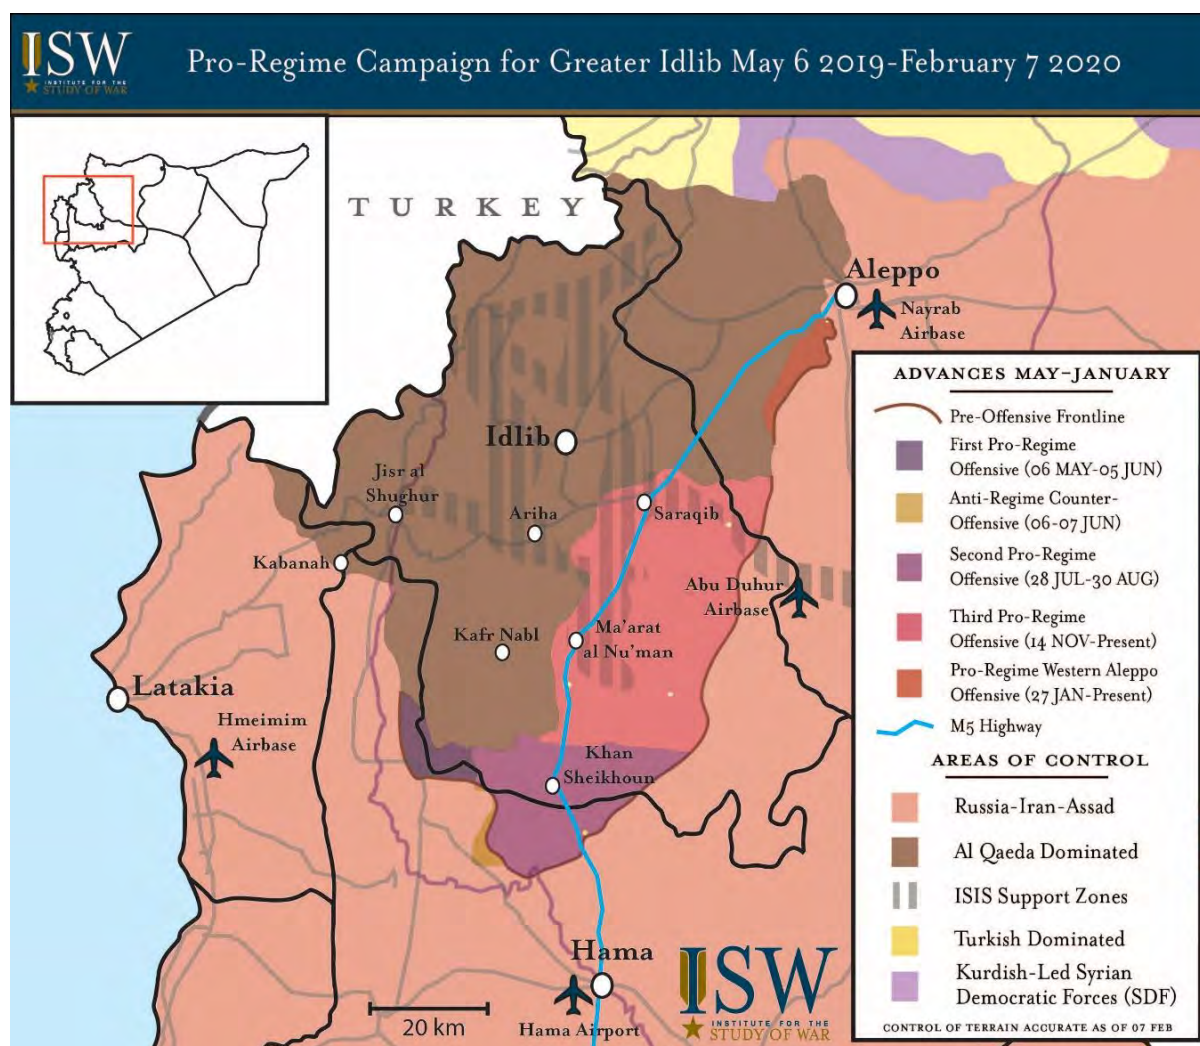 ISW
INSTITUTE FOR THE
STUDY OF WAR
Pro-Regime Campaign for Greater Idlib May 6 2019-February 7 2020
TURKEY
Aleppo
Nayrab
Airbase
Idlib
Jisr al
Shughur
Ariha
Saraqib
Kabanah
Abu Duhur
Airbase
Kafr Nabl
Ma'arat
al Nu'man
Latakia
Hmeimim
Airbase
Khan
Sheikhoun
Hama
Hama Airport
20 km
ISW
INSTITUTE FOR THE
STUDY OF WAR
ADVANCES MAY-JANUARY
Pre-Offensive Frontline
First Pro-Regime
Offensive (06 MAY-05 JUN)
Anti-Regime Counter-
Offensive (06-07 JUN)
Second Pro-Regime
Offensive (28 JUL-30 AUG)
Third Pro-Regime
Offensive (14 NOV-Present)
Pro-Regime Western Aleppo
Offensive (27 JAN-Present)
M5 Highway
AREAS OF CONTROL
Russia-Iran-Assad
Al Qaeda Dominated
ISIS Support Zones
Turkish Dominated
Kurdish-Led Syrian
Democratic Forces (SDF)
CONTROL OF TERRAIN ACCURATE AS OF 07 FEB